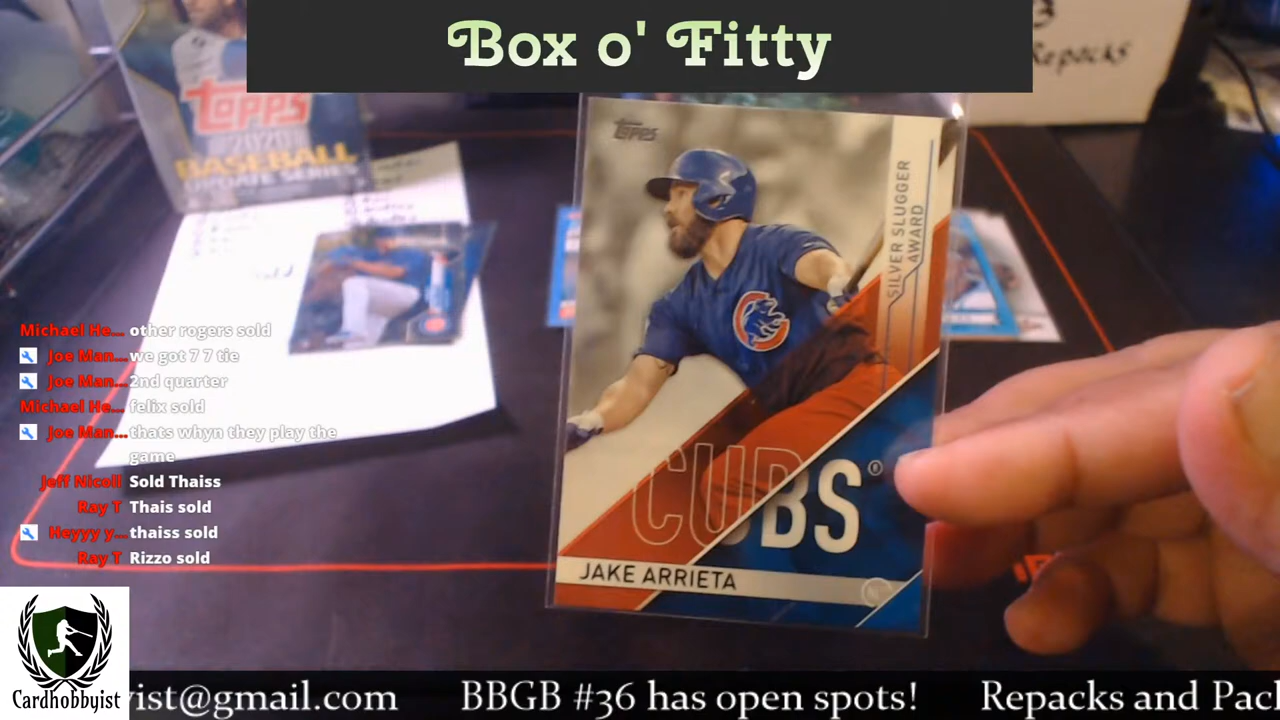 Box o' Fitty
Repacks
Topps
Topps
2020
BASEBALL
UPDATE SERIES
SILVER SLUGGER
AWARD
CUBS®
JAKE ARRIETA
Michael He... other rogers sold
Joe Man... we got 7 7 tie
Joe Man... 2nd quarter
Michael He... felix sold
Joe Man... thats whyn they play the
game
Jeff Nicoll Sold Thaiss
Ray T Thais sold
Heyyy y... thaiss sold
Ray T Rizzo sold
Cardhobbyist
ist@gmail.com BBGB #36 has open spots! Repacks and Pac